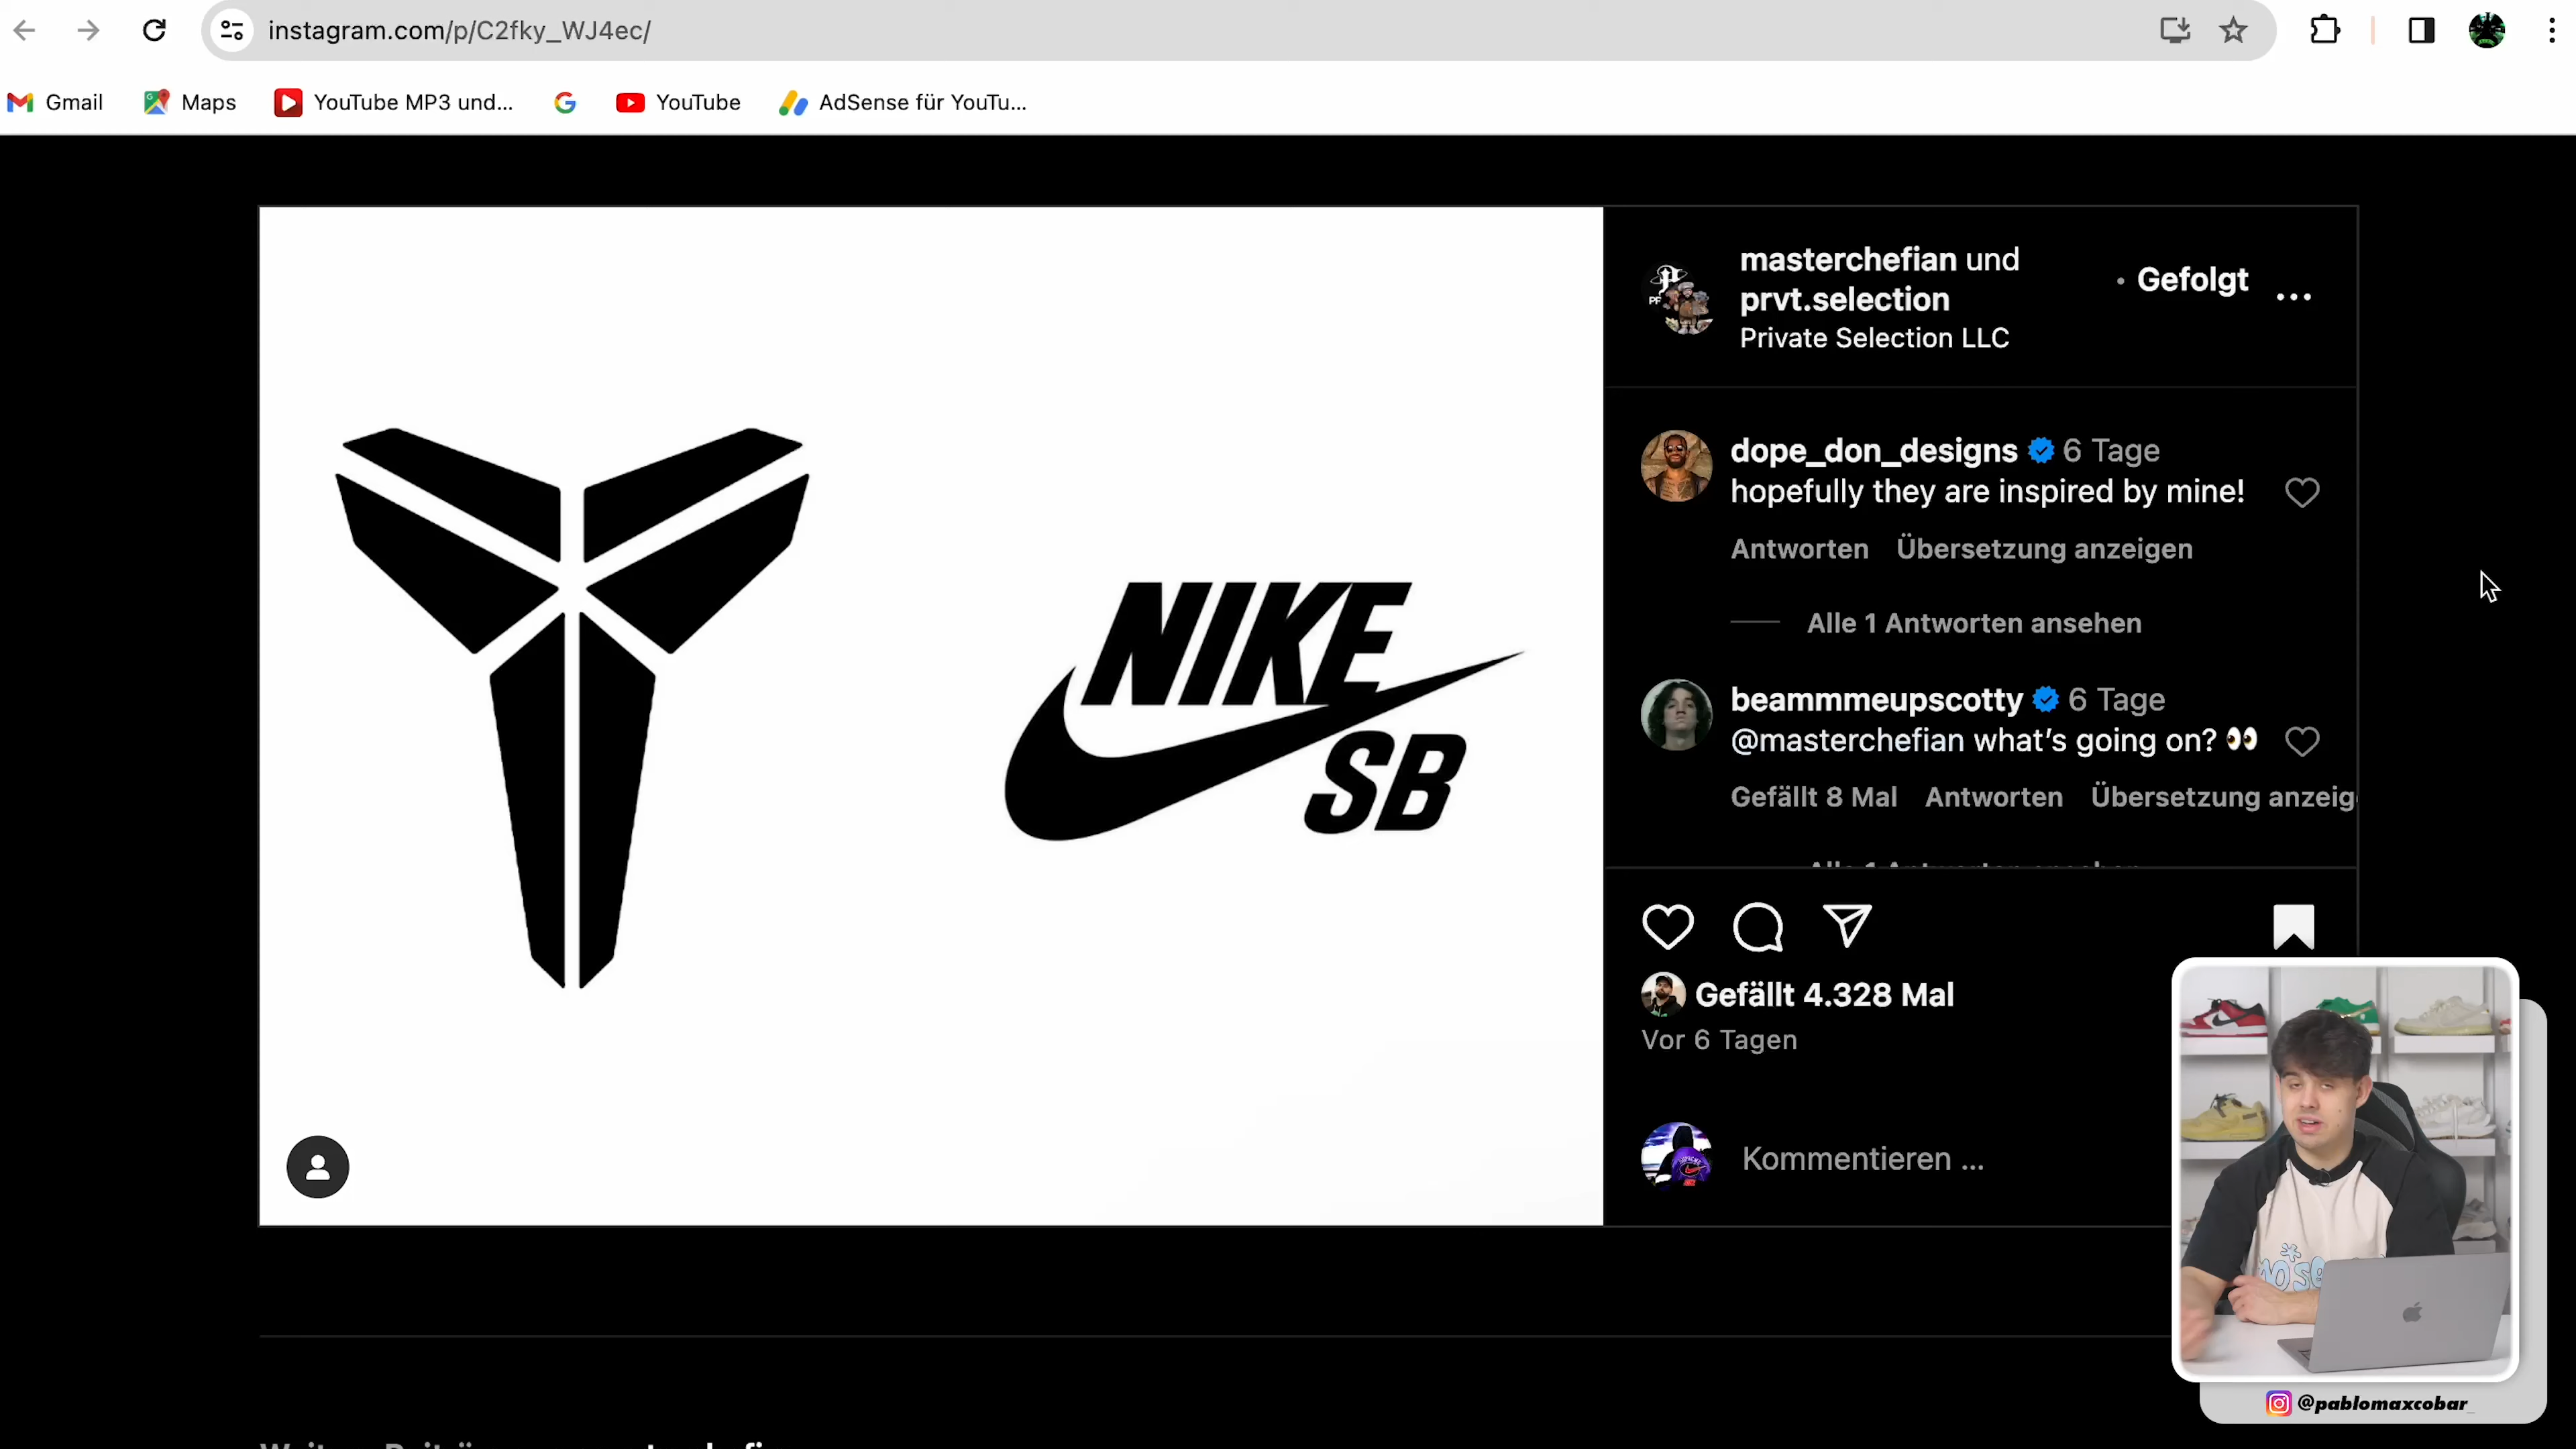 instagram.com/p/C2fky_WJ4ec/
Gmail
Maps
YouTube MP3 und...
YouTube
AdSense für YouTu...
NIKE
SB
masterchefian und
prvt.selection
Private Selection LLC
• Gefolgt
dope_don_designs 6 Tage
hopefully they are inspired by mine!
Antworten Übersetzung anzeigen
Alle 1 Antworten ansehen
beammmeupscotty 6 Tage
@masterchefian what's going on? 👀
Gefällt 8 Mal Antworten Übersetzung anzeig
Gefällt 4.328 Mal
Vor 6 Tagen
Kommentieren ...
@pablomaxcobar_